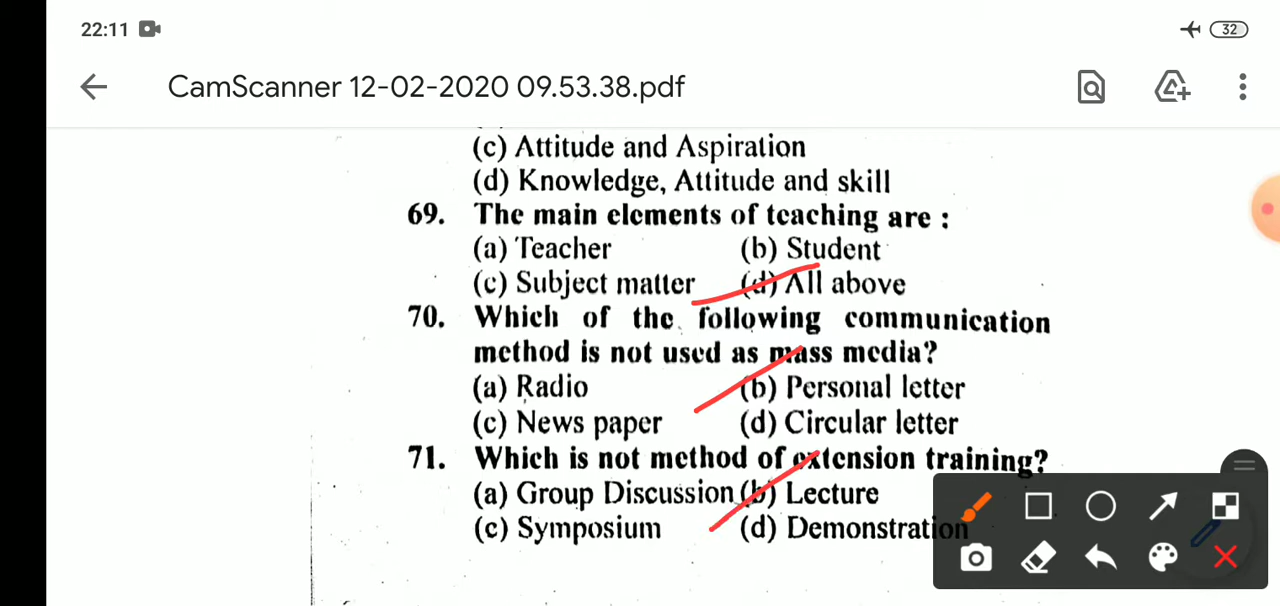 22:11
32
CamScanner 12-02-2020 09.53.38.pdf
(c) Attitude and Aspiration
(d) Knowledge, Attitude and skill
69. The main elements of teaching are :
(a) Teacher (b) Student
(c) Subject matter (d) All above
70. Which of the following communication
method is not used as mass media?
(a) Radio (b) Personal letter
(c) News paper (d) Circular letter
71. Which is not method of extension training?
(a) Group Discussion (b) Lecture
(c) Symposium (d) Demonstration